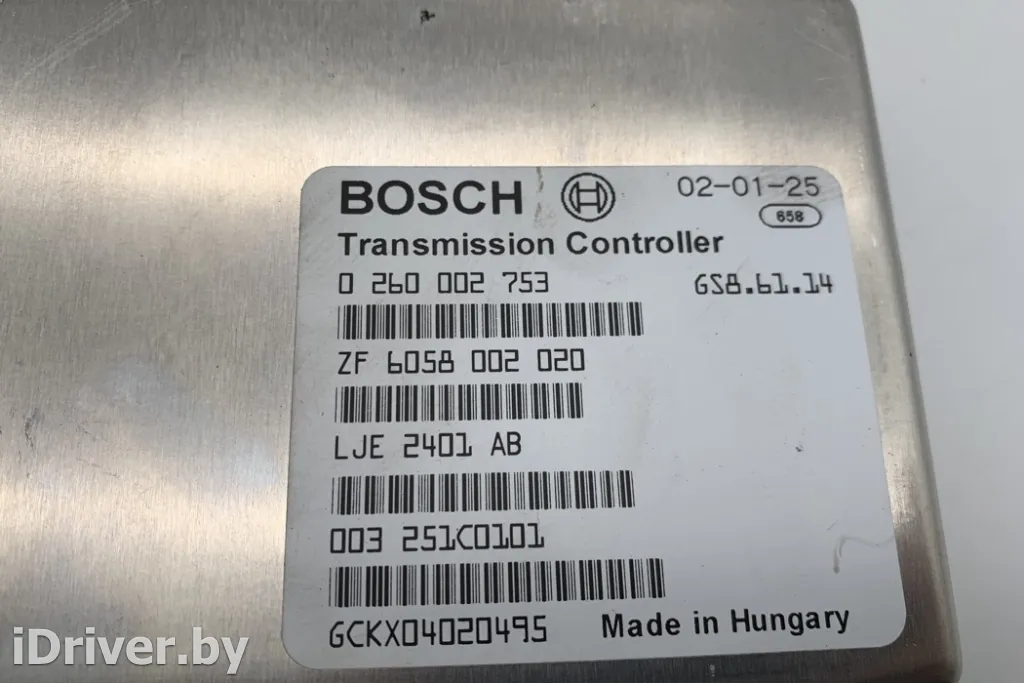 BOSCH 02-01-25
658
Transmission Controller
0 260 002 753 GS8.61.14
ZF 6058 002 020
LJE 2401 AB
003 251C0101
GCKX04020495 Made in Hungary
iDriver.by